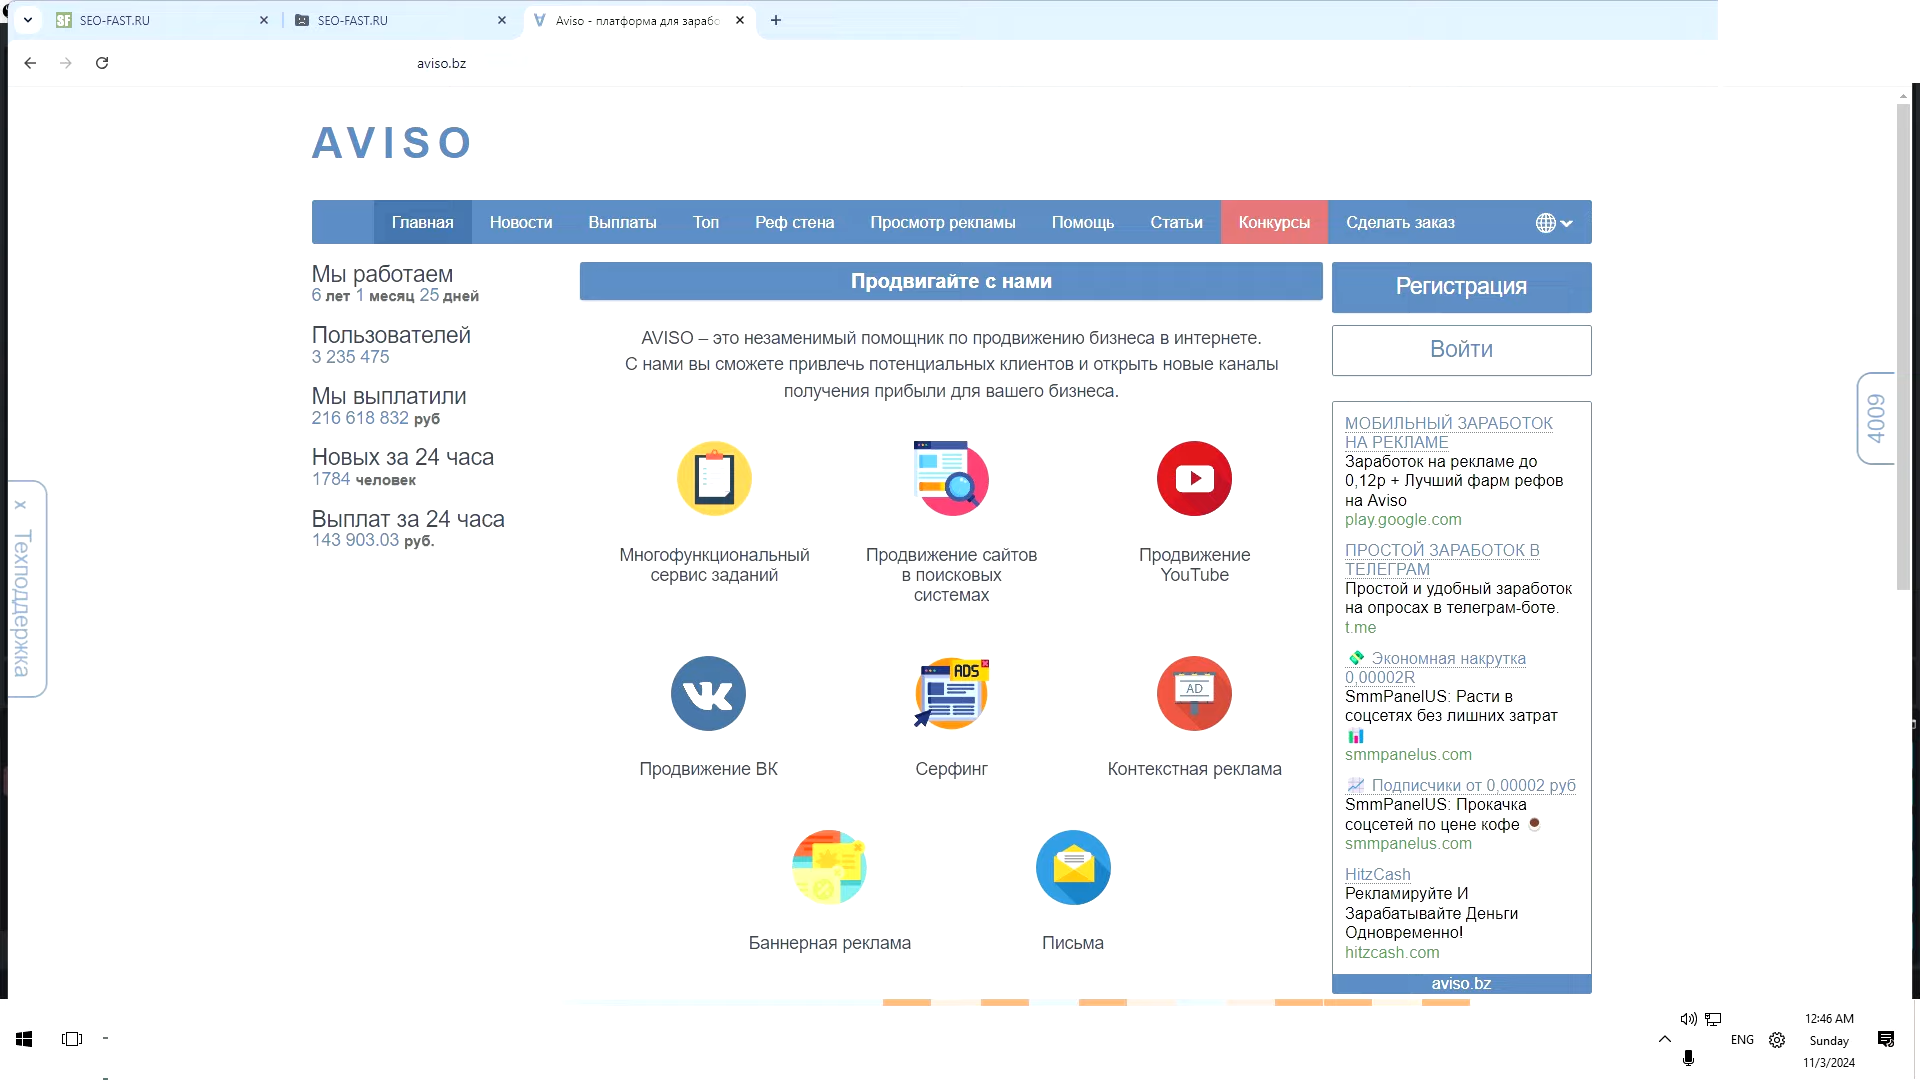 SEO-FAST.RU
SEO-FAST.RU
Aviso - платформа для зарабо
aviso.bz
AVISO
Главная
Новости
Выплаты
Топ
Реф стена
Просмотр рекламы
Помощь
Статьи
Конкурсы
Сделать заказ
Мы работаем
6 лет 1 месяц 25 дней
Пользователей
3 235 475
Мы выплатили
216 618 832 руб
Новых за 24 часа
1784 человек
Выплат за 24 часа
143 903.03 руб.
x Техподдержка
Продвигайте с нами
AVISO – это незаменимый помощник по продвижению бизнеса в интернете.
С нами вы сможете привлечь потенциальных клиентов и открыть новые каналы
получения прибыли для вашего бизнеса.
Многофункциональный
сервис заданий
Продвижение сайтов
в поисковых
системах
Продвижение
YouTube
ADS
AD
Продвижение ВК
Серфинг
Контекстная реклама
Баннерная реклама
Письма
Регистрация
Войти
МОБИЛЬНЫЙ ЗАРАБОТОК
НА РЕКЛАМЕ
Заработок на рекламе до
0,12р + Лучший фарм рефов
на Aviso
play.google.com
ПРОСТОЙ ЗАРАБОТОК В
ТЕЛЕГРАМ
Простой и удобный заработок
на опросах в телеграм-боте.
t.me
💸 Экономная накрутка
0,00002R
SmmPanelUS: Расти в
соцсетях без лишних затрат
📊
smmpanelus.com
📈 Подписчики от 0,00002 руб
SmmPanelUS: Прокачка
соцсетей по цене кофе ☕
smmpanelus.com
HitzCash
Рекламируйте И
Зарабатывайте Деньги
Одновременно!
hitzcash.com
aviso.bz
4009
ENG
12:46 AM
Sunday
11/3/2024